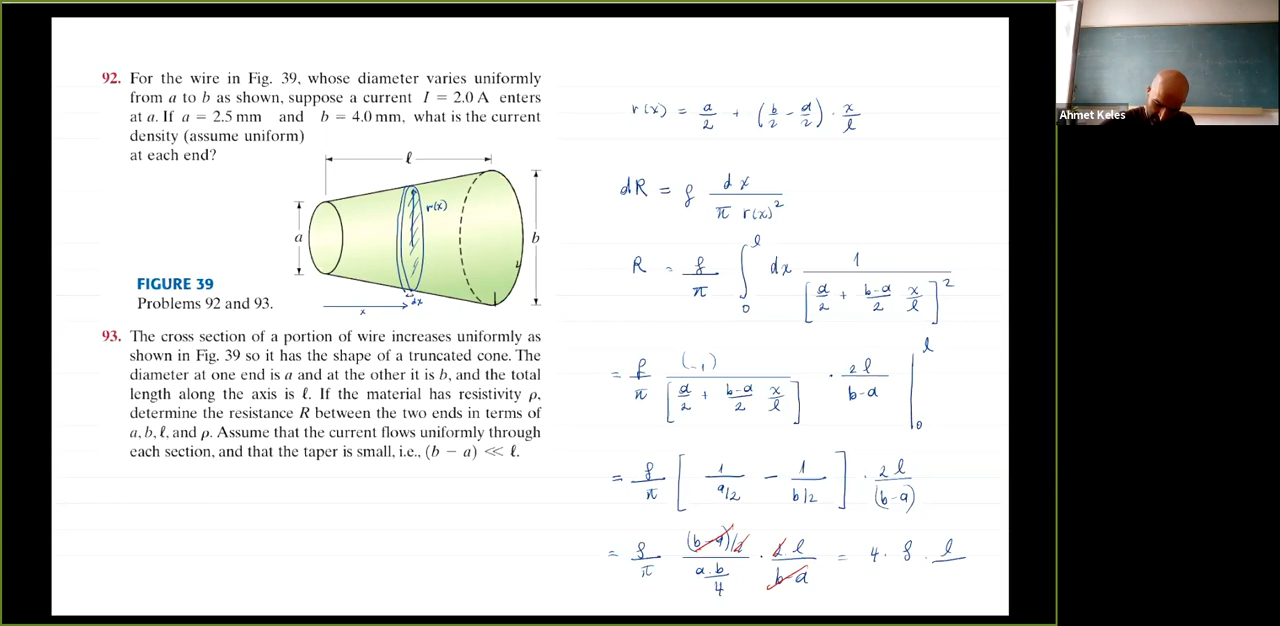 92. For the wire in Fig. 39, whose diameter varies uniformly
from a to b as shown, suppose a current I = 2.0 A enters
at a. If a = 2.5 mm and b = 4.0 mm, what is the current
density (assume uniform)
at each end?
ℓ
r(x)
a
b
dx
x
FIGURE 39
Problems 92 and 93.
93. The cross section of a portion of wire increases uniformly as
shown in Fig. 39 so it has the shape of a truncated cone. The
diameter at one end is a and at the other it is b, and the total
length along the axis is ℓ. If the material has resistivity ρ,
determine the resistance R between the two ends in terms of
a, b, ℓ, and ρ. Assume that the current flows uniformly through
each section, and that the taper is small, i.e., (b − a) ≪ ℓ.
r(x) = a/2 + (b/2 - a/2) · x/ℓ
dR = ρ dx / π r(x)²
R = ρ/π ∫₀^ℓ dx 1 / [a/2 + (b-a)/2 x/ℓ]²
= ρ/π (-1) / [a/2 + (b-a)/2 x/ℓ] · 2ℓ/(b-a) |₀^ℓ
= ρ/π [1/(a/2) - 1/(b/2)] · 2ℓ/(b-a)
= ρ/π (b-a)/2 / (a·b/4) · 2ℓ/(b-a) = 4 · ρ · ℓ
Ahmet Keles